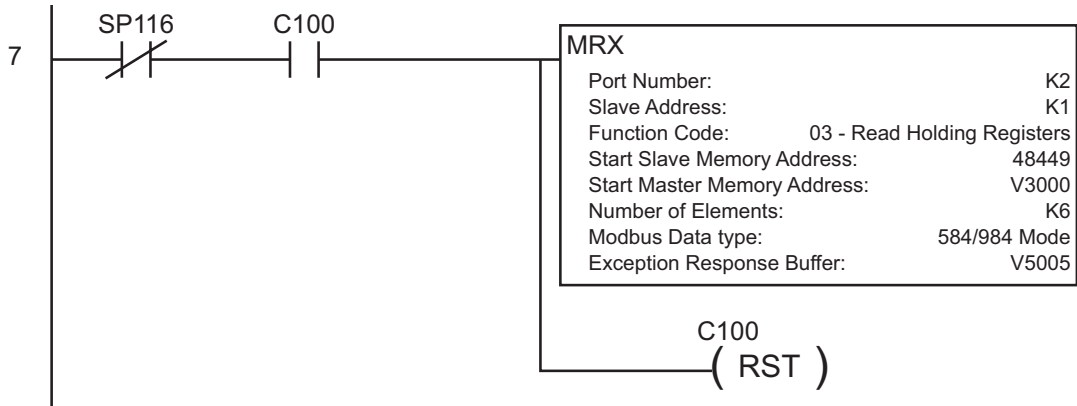 SP116 C100
7
MRX
Port Number: K2
Slave Address: K1
Function Code: 03 - Read Holding Registers
Start Slave Memory Address: 48449
Start Master Memory Address: V3000
Number of Elements: K6
Modbus Data type: 584/984 Mode
Exception Response Buffer: V5005
C100
( RST )